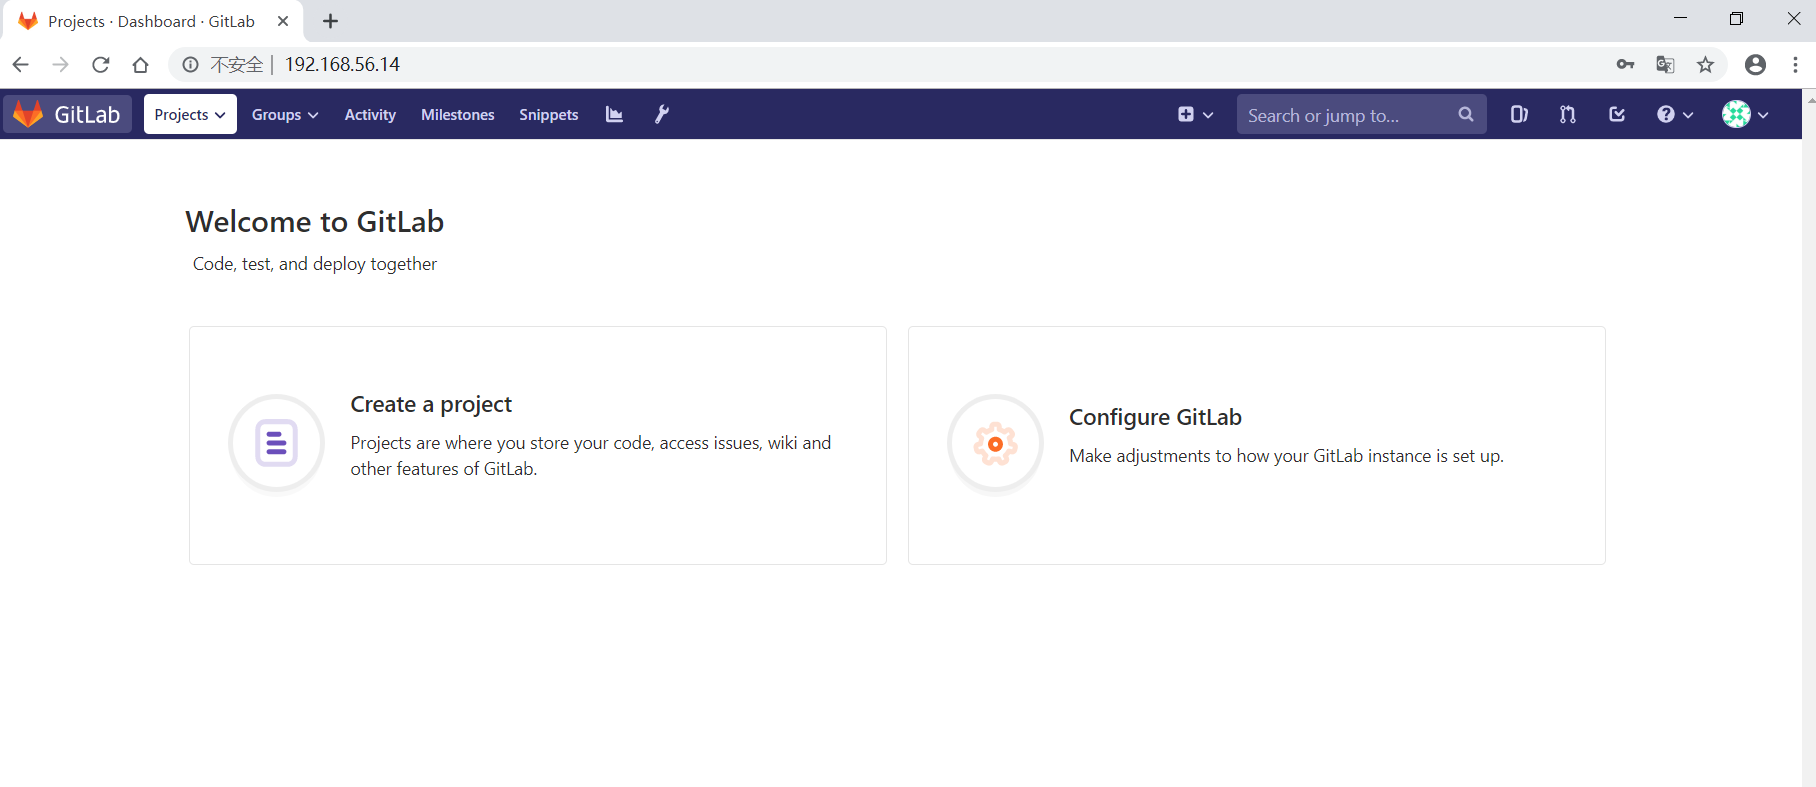 Projects · Dashboard · GitLab
不安全 192.168.56.14
GitLab Projects Groups Activity Milestones Snippets Search or jump to...
Welcome to GitLab
Code, test, and deploy together
Create a project
Projects are where you store your code, access issues, wiki and
other features of GitLab.
Configure GitLab
Make adjustments to how your GitLab instance is set up.